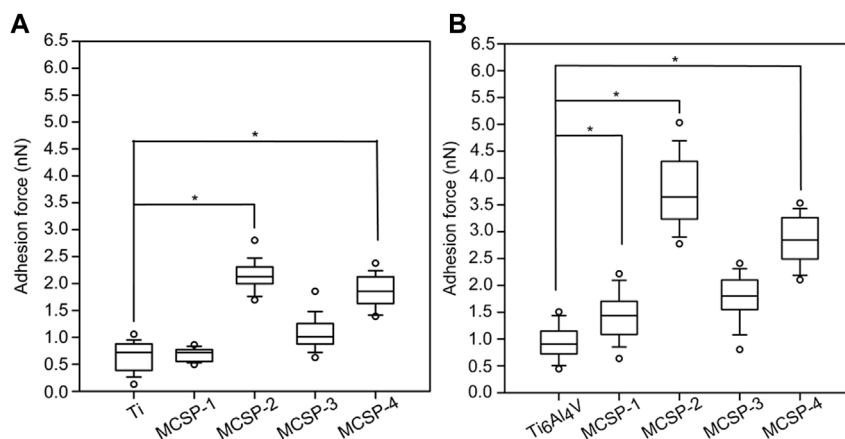 A
Adhesion force (nN)
6.5
6.0
5.5
5.0
4.5
4.0
3.5
3.0
2.5
2.0
1.5
1.0
0.5
0.0
*
*
Ti
MCSP-1
MCSP-2
MCSP-3
MCSP-4
B
Adhesion force (nN)
6.5
6.0
5.5
5.0
4.5
4.0
3.5
3.0
2.5
2.0
1.5
1.0
0.5
0.0
*
*
*
Ti6Al4V
MCSP-1
MCSP-2
MCSP-3
MCSP-4